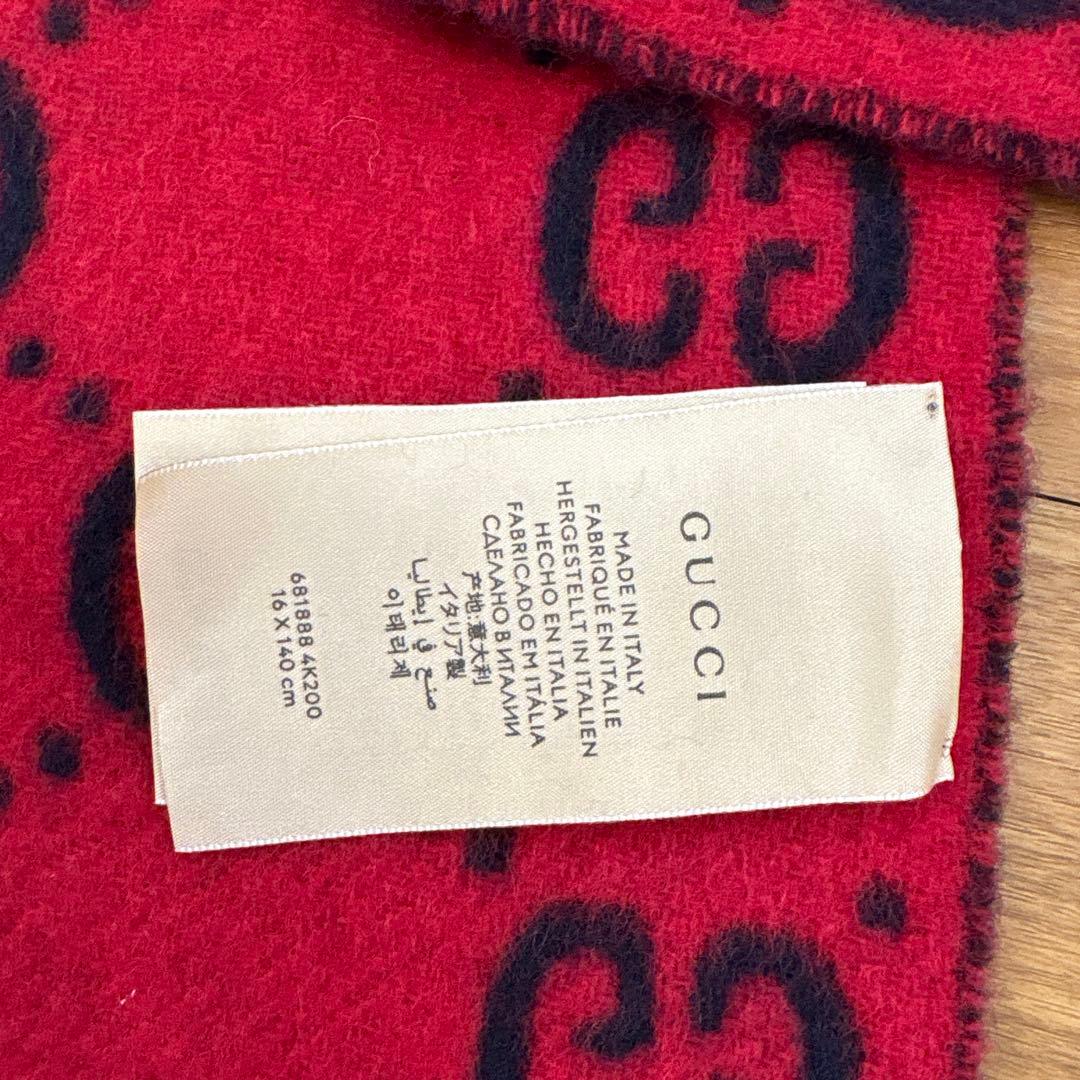 GUCCI
MADE IN ITALY
FABRIQUÉ EN ITALIE
HERGESTELLT IN ITALIEN
HECHO EN ITALIA
FABRICADO EM ITÁLIA
СДЕЛАНО В ИТАЛИИ
产地:意大利
イタリア製
صنع في إيطاليا
이태리제
681888 4K200
16 X 140 cm